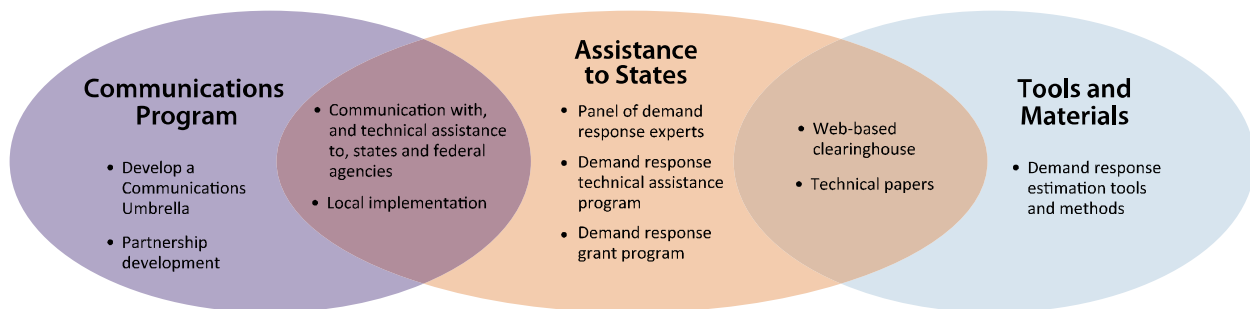 Communications
Program
• Develop a
Communications
Umbrella
• Partnership
development
• Communication with,
and technical assistance
to, states and federal
agencies
• Local implementation
Assistance
to States
• Panel of demand
response experts
• Demand response
technical assistance
program
• Demand response
grant program
• Web-based
clearinghouse
• Technical papers
Tools and
Materials
• Demand response
estimation tools
and methods